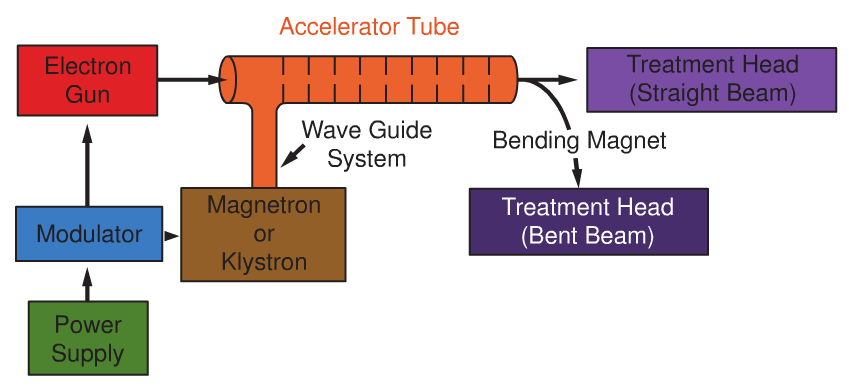 Accelerator Tube
Electron
Gun
Treatment Head
(Straight Beam)
Wave Guide
System
Bending Magnet
Magnetron
or
Klystron
Treatment Head
(Bent Beam)
Modulator
Power
Supply